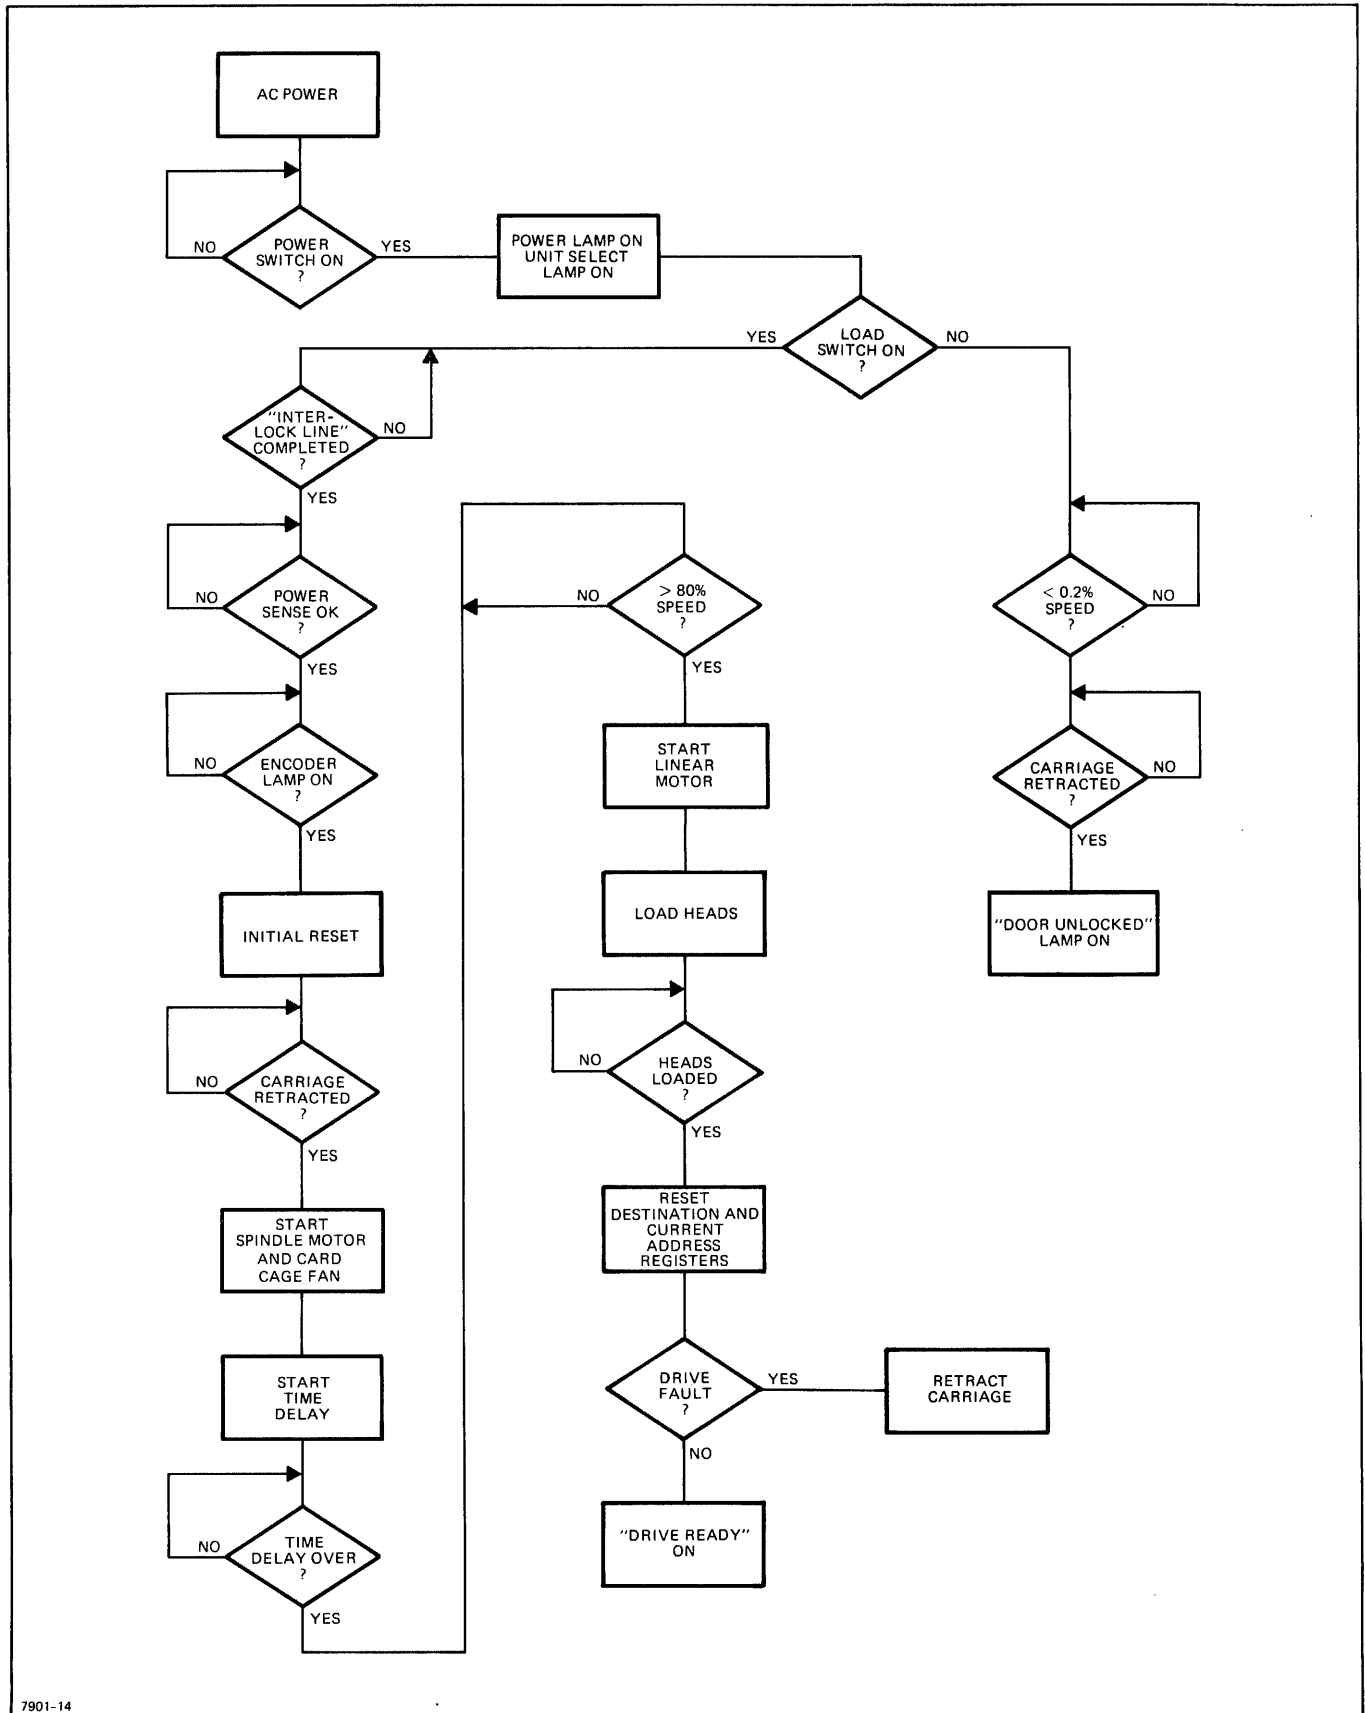 AC POWER
NO
POWER
SWITCH ON
?
YES
POWER LAMP ON
UNIT SELECT
LAMP ON
YES
LOAD
SWITCH ON
?
NO
"INTER-
LOCK LINE"
COMPLETED
?
NO
YES
NO
POWER
SENSE OK
?
YES
NO
ENCODER
LAMP ON
?
YES
INITIAL RESET
NO
CARRIAGE
RETRACTED
?
YES
START
SPINDLE MOTOR
AND CARD
CAGE FAN
START
TIME
DELAY
NO
TIME
DELAY OVER
?
YES
NO
> 80%
SPEED
?
YES
START
LINEAR
MOTOR
LOAD HEADS
NO
HEADS
LOADED
?
YES
RESET
DESTINATION AND
CURRENT
ADDRESS
REGISTERS
DRIVE
FAULT
?
YES
RETRACT
CARRIAGE
NO
"DRIVE READY"
ON
< 0.2%
SPEED
?
NO
CARRIAGE
RETRACTED
?
NO
YES
"DOOR UNLOCKED"
LAMP ON
7901-14